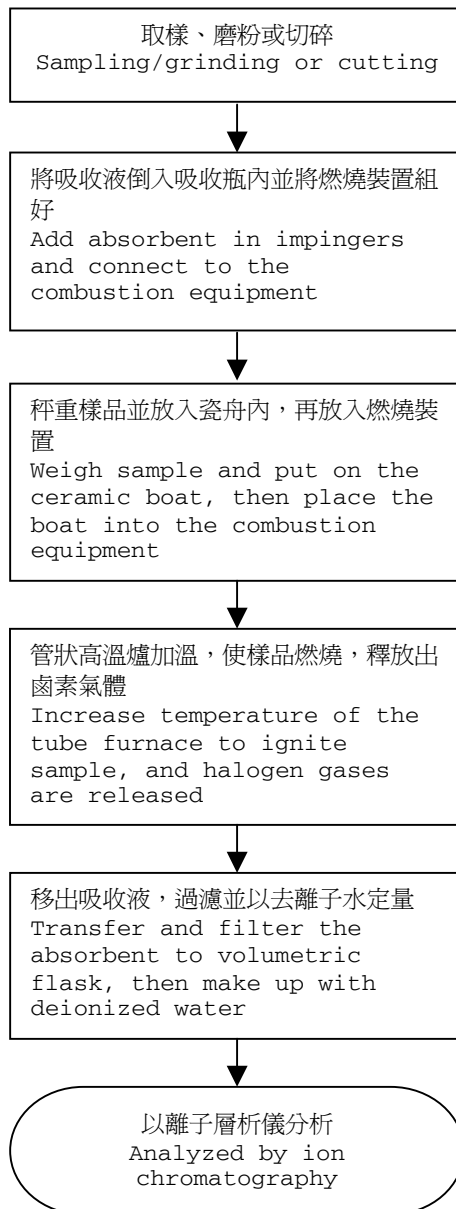 取樣、磨粉或切碎
Sampling/grinding or cutting
將吸收液倒入吸收瓶內並將燃燒裝置組
好
Add absorbent in impingers
and connect to the
combustion equipment
秤重樣品並放入瓷舟內，再放入燃燒裝
置
Weigh sample and put on the
ceramic boat, then place the
boat into the combustion
equipment
管狀高溫爐加溫，使樣品燃燒，釋放出
鹵素氣體
Increase temperature of the
tube furnace to ignite
sample, and halogen gases
are released
移出吸收液，過濾並以去離子水定量
Transfer and filter the
absorbent to volumetric
flask, then make up with
deionized water
以離子層析儀分析
Analyzed by ion
chromatography